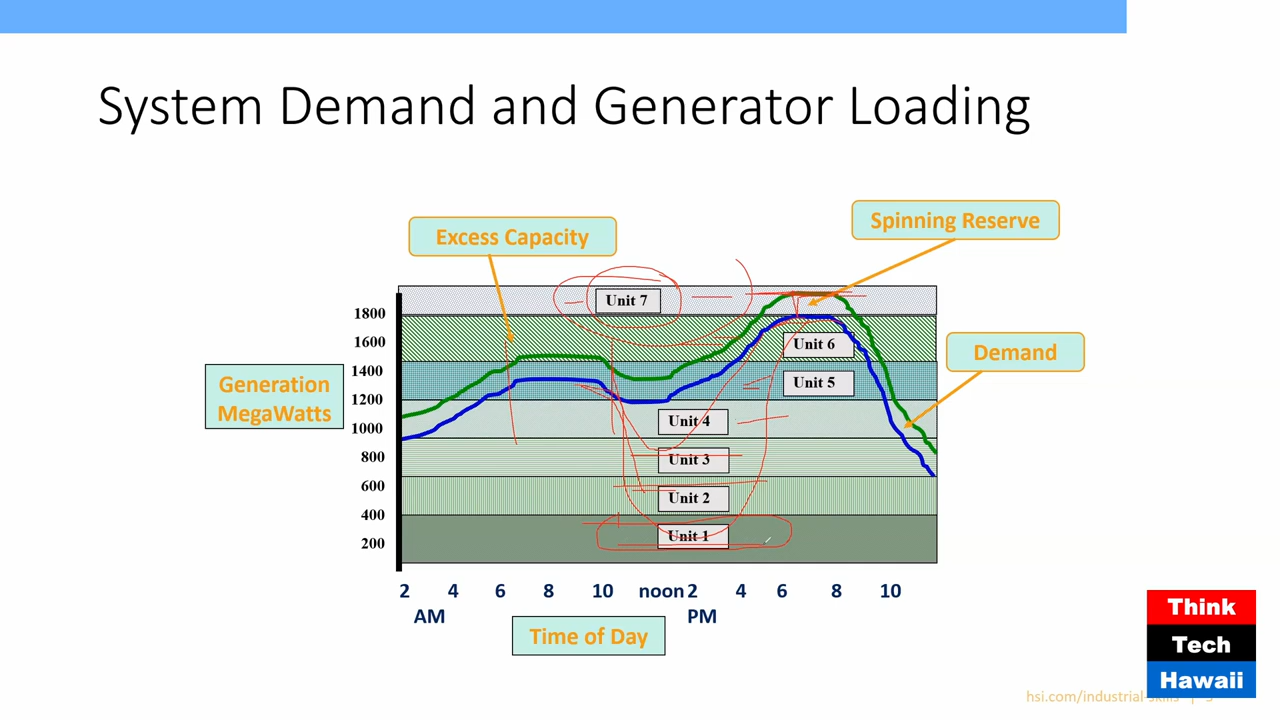 System Demand and Generator Loading
Spinning Reserve
Excess Capacity
Unit 7
1800
1600
Unit 6
Demand
1400
Generation
MegaWatts
Unit 5
1200
Unit 4
1000
800
Unit 3
600
Unit 2
400
Unit 1
200
2 4 6 8 10 noon 2 4 6 8 10
AM PM
Time of Day
Think
Tech
Hawaii
hsi.com/industrial-skills | 5